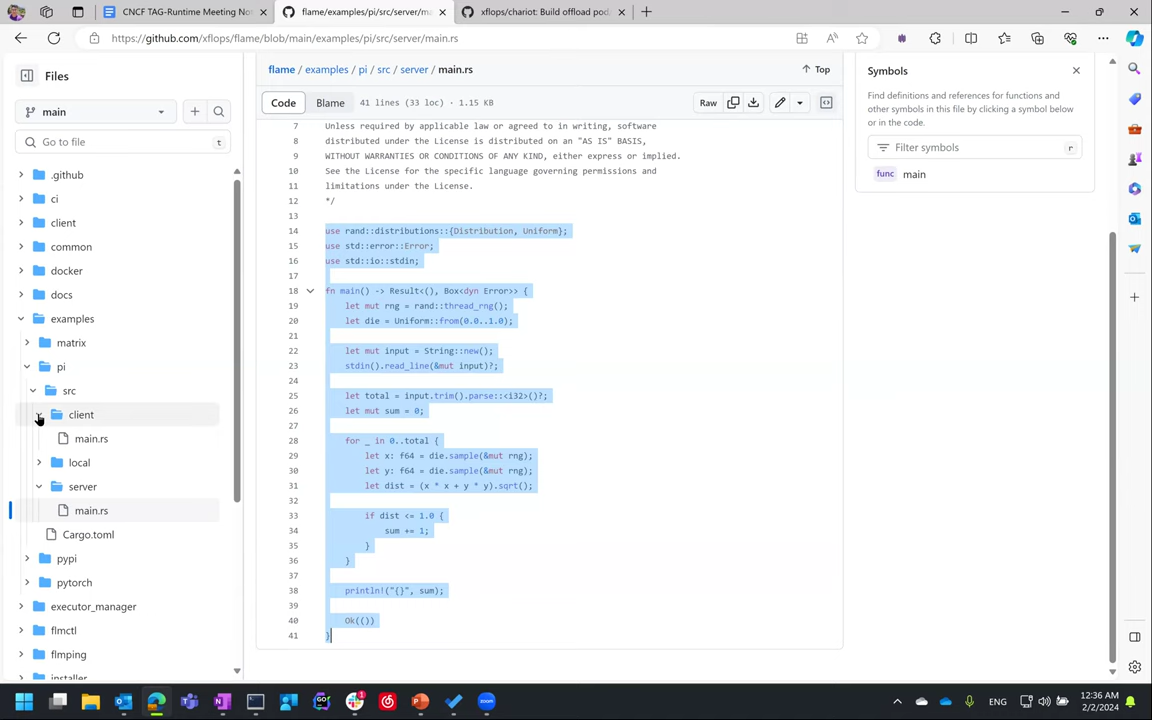 CNCF TAG-Runtime Meeting Not
flame/examples/pi/src/server/mai
xflops/chariot: Build offload pod
https://github.com/xflops/flame/blob/main/examples/pi/src/server/main.rs
Files
main
Go to file
t
.github
ci
client
common
docker
docs
examples
matrix
pi
src
client
main.rs
local
server
main.rs
Cargo.toml
pypi
pytorch
executor_manager
flmctl
flmping
installer
flame / examples / pi / src / server / main.rs
Top
Code
Blame
41 lines (33 loc) · 1.15 KB
Raw
7 Unless required by applicable law or agreed to in writing, software
8 distributed under the License is distributed on an "AS IS" BASIS,
9 WITHOUT WARRANTIES OR CONDITIONS OF ANY KIND, either express or implied.
10 See the License for the specific language governing permissions and
11 limitations under the License.
12 */
13
14 use rand::distributions::{Distribution, Uniform};
15 use std::error::Error;
16 use std::io::stdin;
17
18 fn main() -> Result<(), Box<dyn Error>> {
19 let mut rng = rand::thread_rng();
20 let die = Uniform::from(0.0..1.0);
21
22 let mut input = String::new();
23 stdin().read_line(&mut input)?;
24
25 let total = input.trim().parse::<i32>()?;
26 let mut sum = 0;
27
28 for _ in 0..total {
29 let x: f64 = die.sample(&mut rng);
30 let y: f64 = die.sample(&mut rng);
31 let dist = (x * x + y * y).sqrt();
32
33 if dist <= 1.0 {
34 sum += 1;
35 }
36 }
37
38 println!("{}", sum);
39
40 Ok(())
41 }
Symbols
Find definitions and references for functions and
other symbols in this file by clicking a symbol below
or in the code.
Filter symbols
r
func main
ENG
12:36 AM
2/2/2024